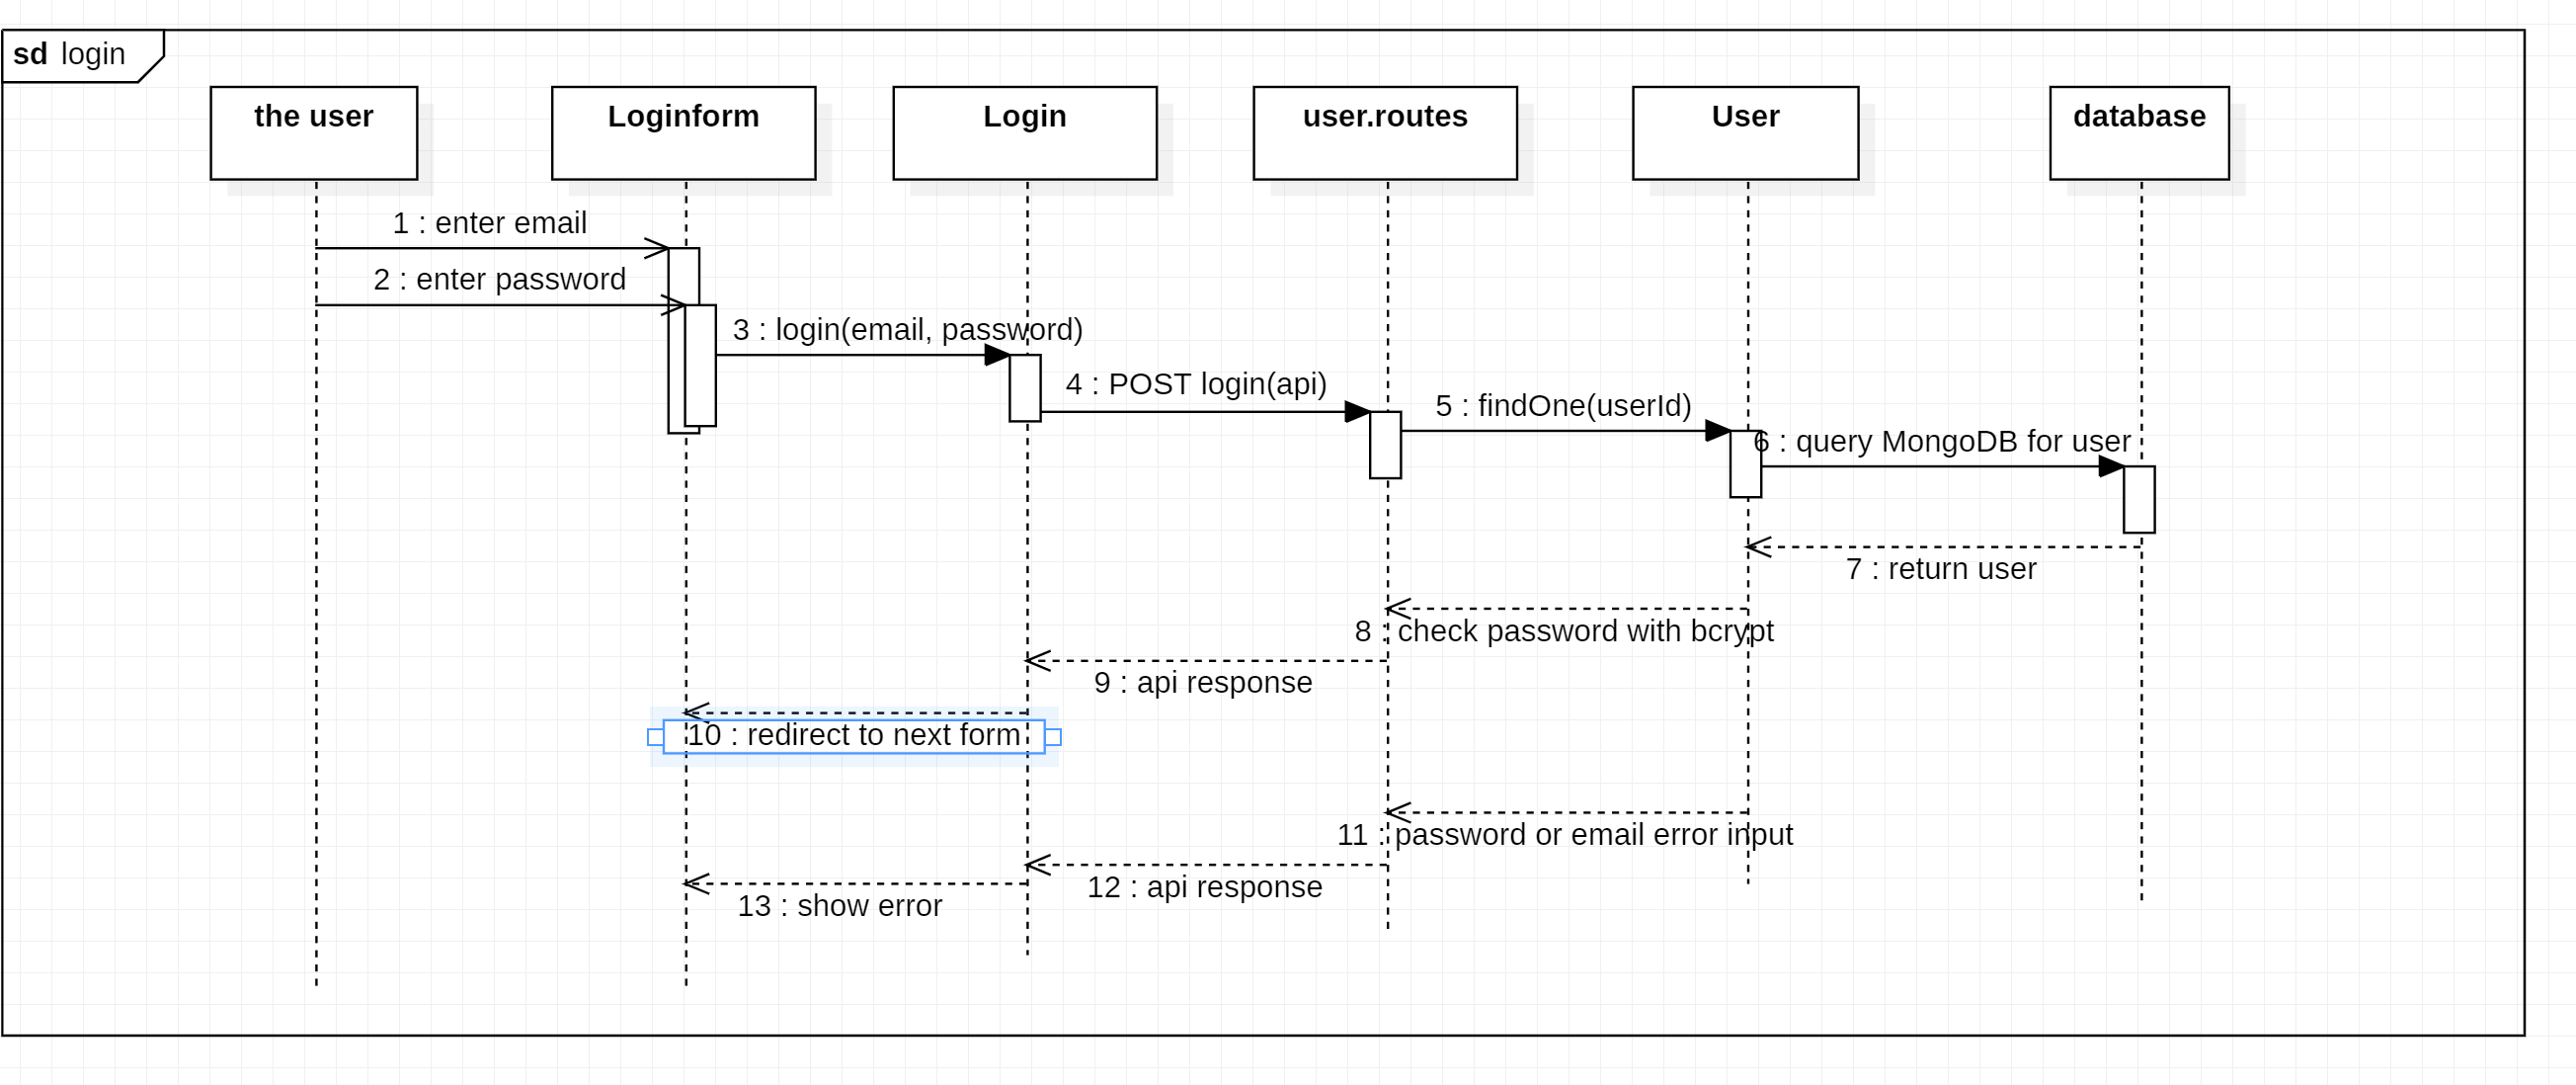 sd login
the user
Loginform
Login
user.routes
User
database
1 : enter email
2 : enter password
3 : login(email, password)
4 : POST login(api)
5 : findOne(userId)
6 : query MongoDB for user
7 : return user
8 : check password with bcrypt
9 : api response
10 : redirect to next form
11 : password or email error input
12 : api response
13 : show error